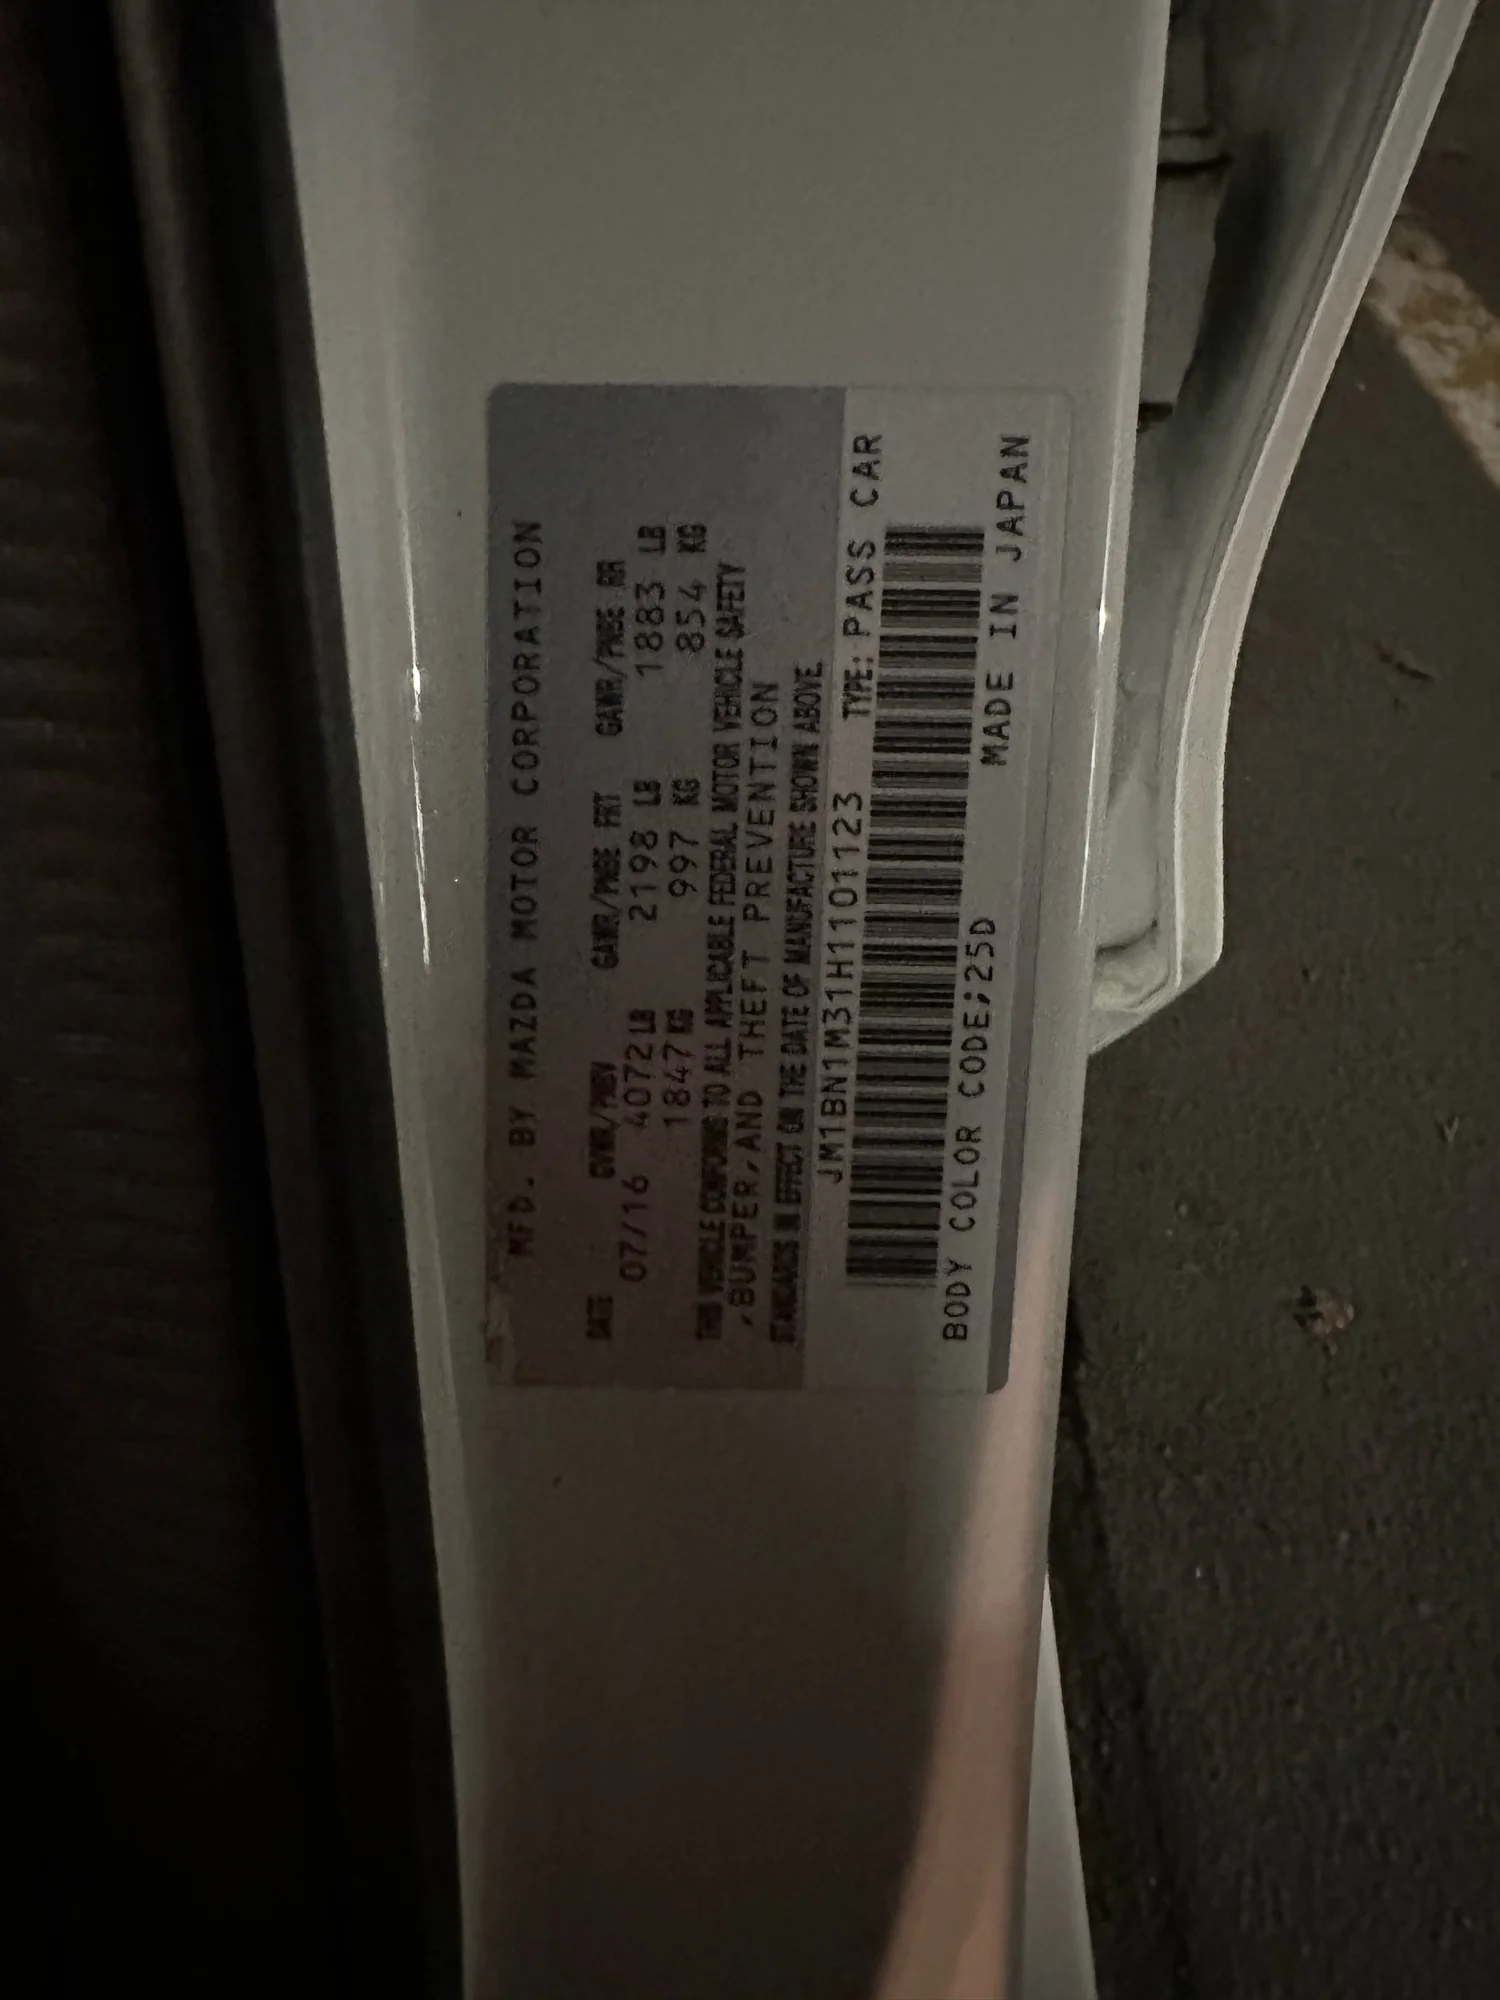 MFD. BY MAZDA MOTOR CORPORATION
DATE GVWR/PNBV GAWR/PNBE FRT GAWR/PNBE RR
07/16 4072 LB 2198 LB 1883 LB
1847 KG 997 KG 854 KG
THIS VEHICLE CONFORMS TO ALL APPLICABLE FEDERAL MOTOR VEHICLE SAFETY
,BUMPER,AND THEFT PREVENTION
STANDARDS IN EFFECT ON THE DATE OF MANUFACTURE SHOWN ABOVE.
JM1BN1M31H1101123 TYPE: PASS CAR
BODY COLOR CODE;25D MADE IN JAPAN